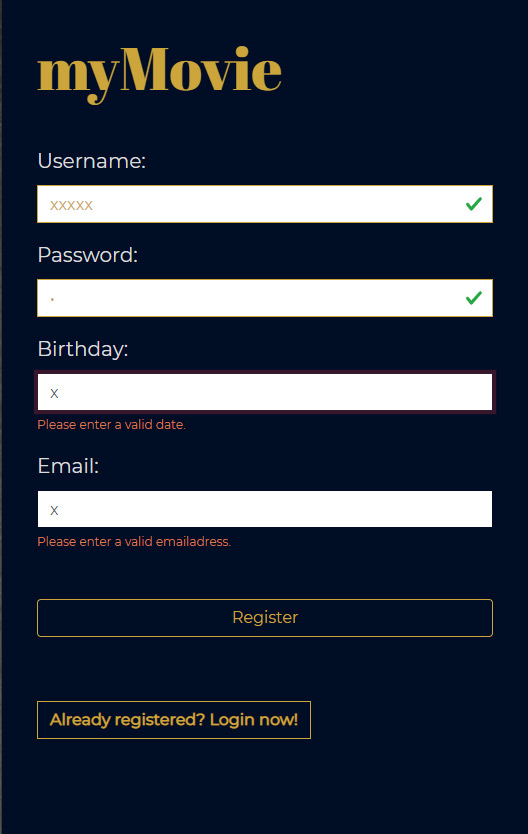 myMovie
Username:
xxxxx
Password:
•
Birthday:
x
Please enter a valid date.
Email:
x
Please enter a valid emailadress.
Register
Already registered? Login now!